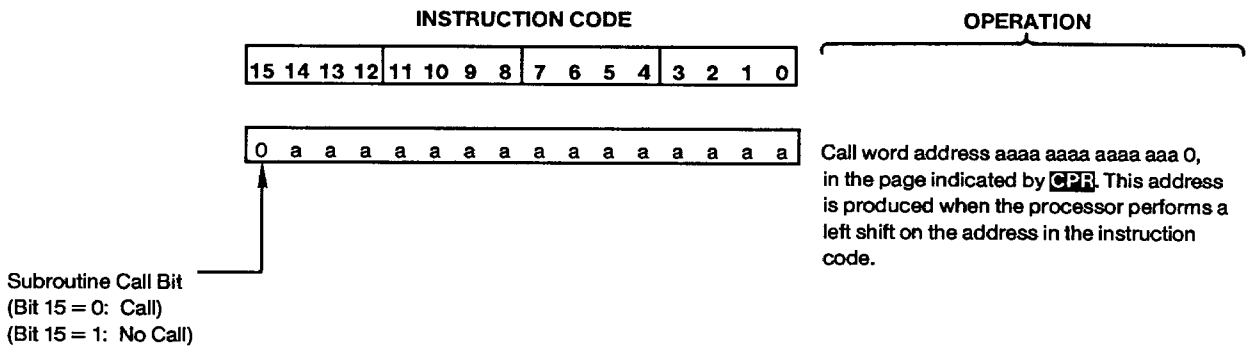 INSTRUCTION CODE
OPERATION
15 14 13 12 11 10 9 8 7 6 5 4 3 2 1 0
0 a a a a a a a a a a a a a a a
Call word address aaaa aaaa aaaa aaa 0,
in the page indicated by CPR. This address
is produced when the processor performs a
left shift on the address in the instruction
code.
Subroutine Call Bit
(Bit 15 = 0: Call)
(Bit 15 = 1: No Call)